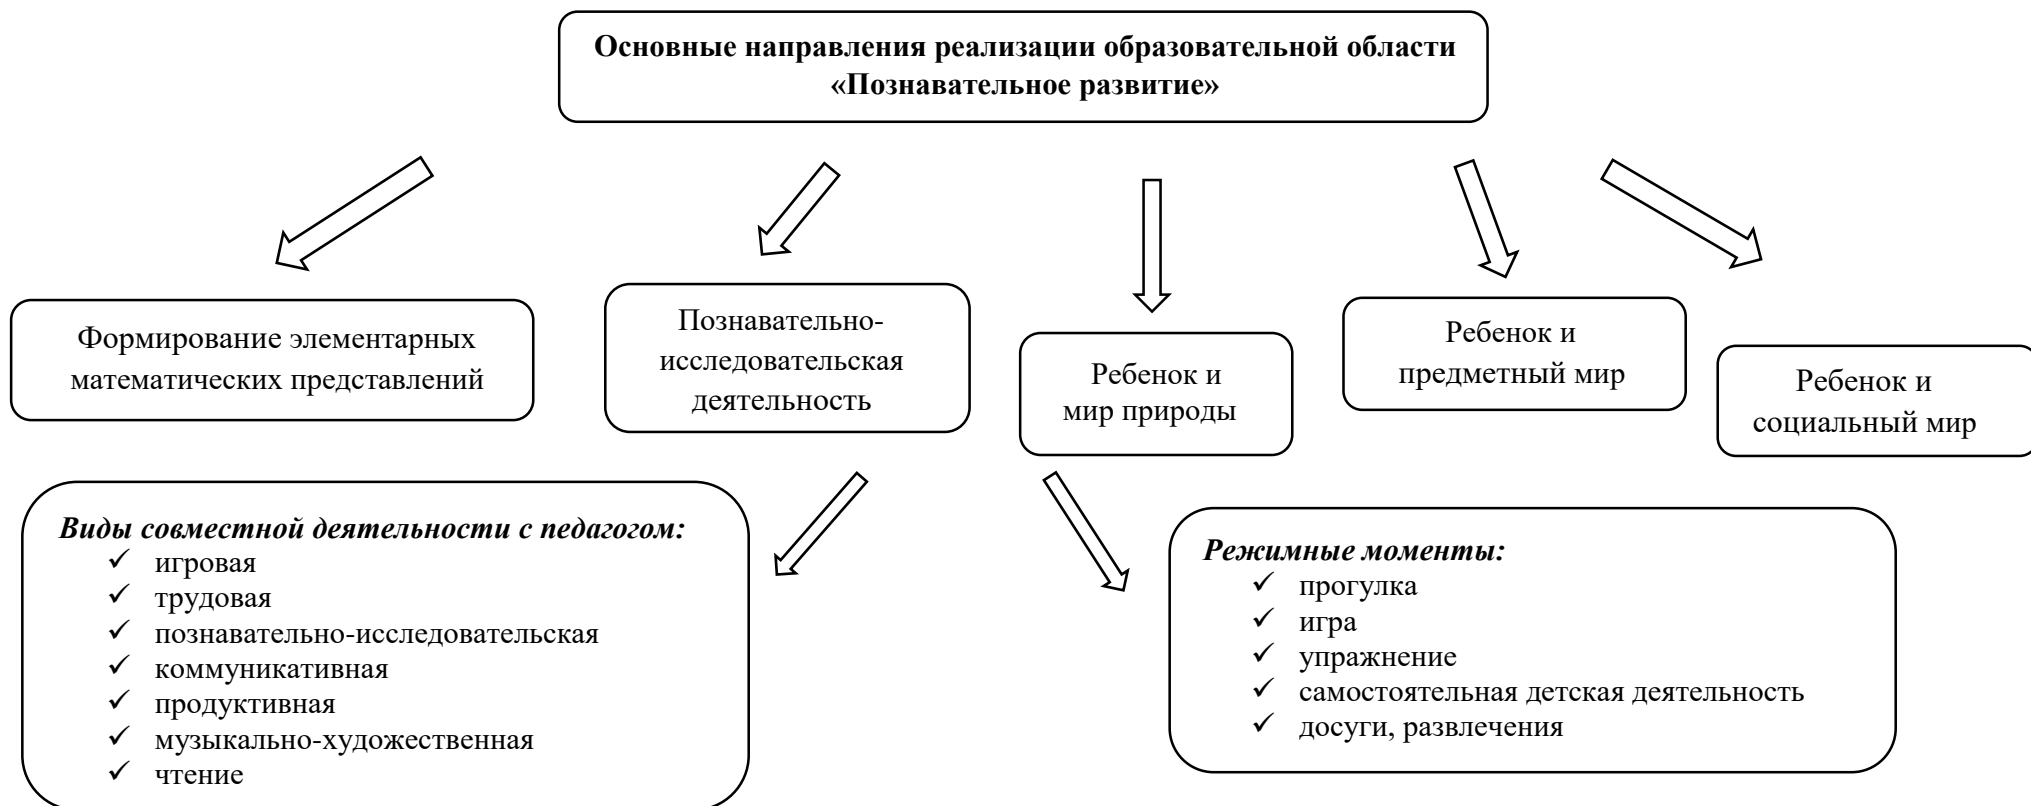 Основные направления реализации образовательной области
«Познавательное развитие»
Формирование элементарных
математических представлений
Познавательно-
исследовательская
деятельность
Ребенок и
мир природы
Ребенок и
предметный мир
Ребенок и
социальный мир
Виды совместной деятельности с педагогом:
✓ игровая
✓ трудовая
✓ познавательно-исследовательская
✓ коммуникативная
✓ продуктивная
✓ музыкально-художественная
✓ чтение
Режимные моменты:
✓ прогулка
✓ игра
✓ упражнение
✓ самостоятельная детская деятельность
✓ досуги, развлечения